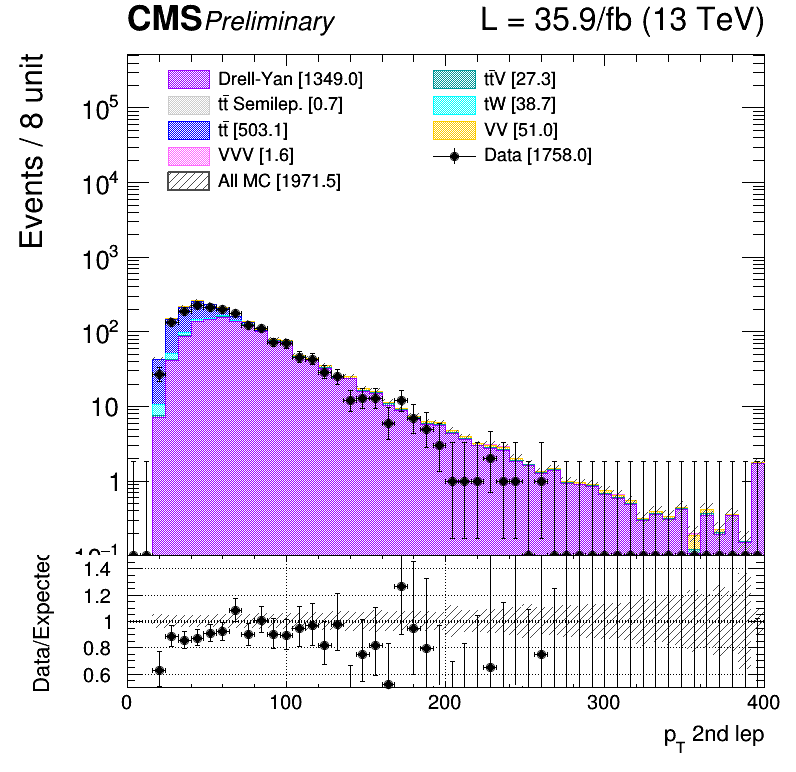 CMS Preliminary L = 35.9/fb (13 TeV)
Events / 8 unit
Drell-Yan [1349.0]
tt̄ Semilep. [0.7]
tt̄ [503.1]
VVV [1.6]
All MC [1971.5]
tt̄V [27.3]
tW [38.7]
VV [51.0]
Data [1758.0]
10⁵
10⁴
10³
10²
10
1
10⁻¹
Data/Expected
1.4
1.2
1
0.8
0.6
0 100 200 300 400
p_T 2nd lep